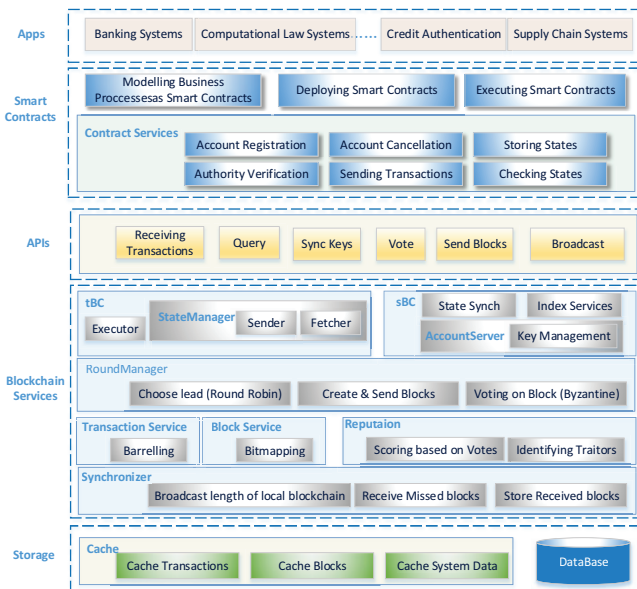 Apps
Banking Systems
Computational Law Systems
......
Credit Authentication
Supply Chain Systems
Smart
Contracts
Modelling Business
Proccessesas Smart Contracts
Deploying Smart Contracts
Executing Smart Contracts
Contract Services
Account Registration
Account Cancellation
Storing States
Authority Verification
Sending Transactions
Checking States
APIs
Receiving
Transactions
Query
Sync Keys
Vote
Send Blocks
Broadcast
Blockchain
Services
tBC
Executor
StateManager
Sender
Fetcher
sBC
State Synch
Index Services
AccountServer
Key Management
RoundManager
Choose lead (Round Robin)
Create & Send Blocks
Voting on Block (Byzantine)
Transaction Service
Barrelling
Block Service
Bitmapping
Reputaion
Scoring based on Votes
Identifying Traitors
Synchronizer
Broadcast length of local blockchain
Receive Missed blocks
Store Received blocks
Storage
Cache
Cache Transactions
Cache Blocks
Cache System Data
DataBase